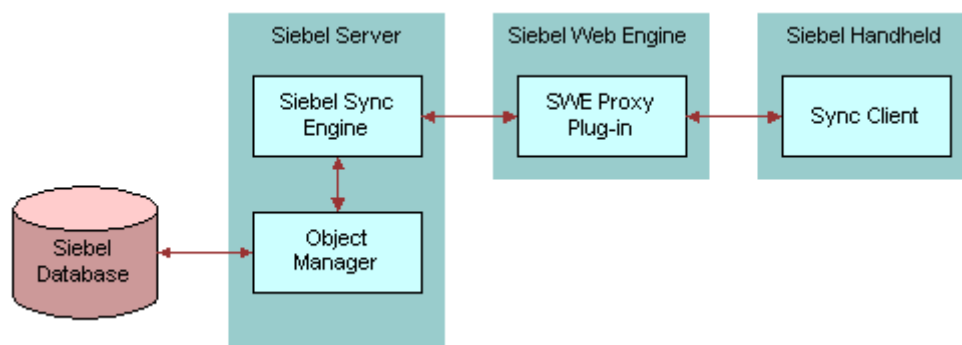 Siebel Server
Siebel Web Engine
Siebel Handheld
Siebel Sync
Engine
SWE Proxy
Plug-in
Sync Client
Object
Manager
Siebel
Database